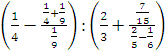 (1/4 - (1/4 + 1/9)/(1/9)) : (2/3 + (7/15)/(2/5 - 1/6))